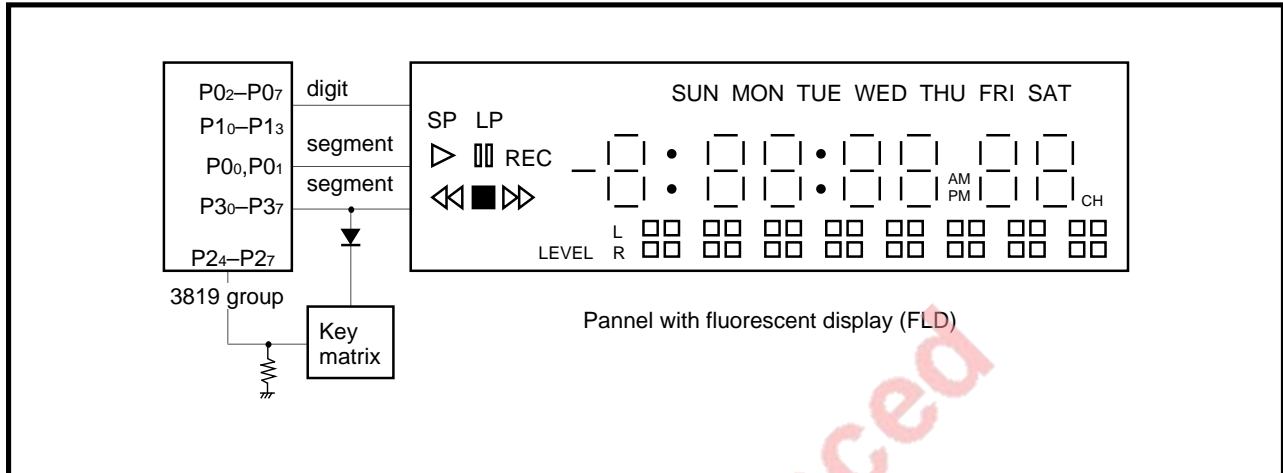 P02–P07
digit
P10–P13
segment
P00,P01
segment
P30–P37
P24–P27
3819 group
Key
matrix
SUN MON TUE WED THU FRI SAT
SP LP
REC
AM
PM
CH
L
LEVEL R
Pannel with fluorescent display (FLD)